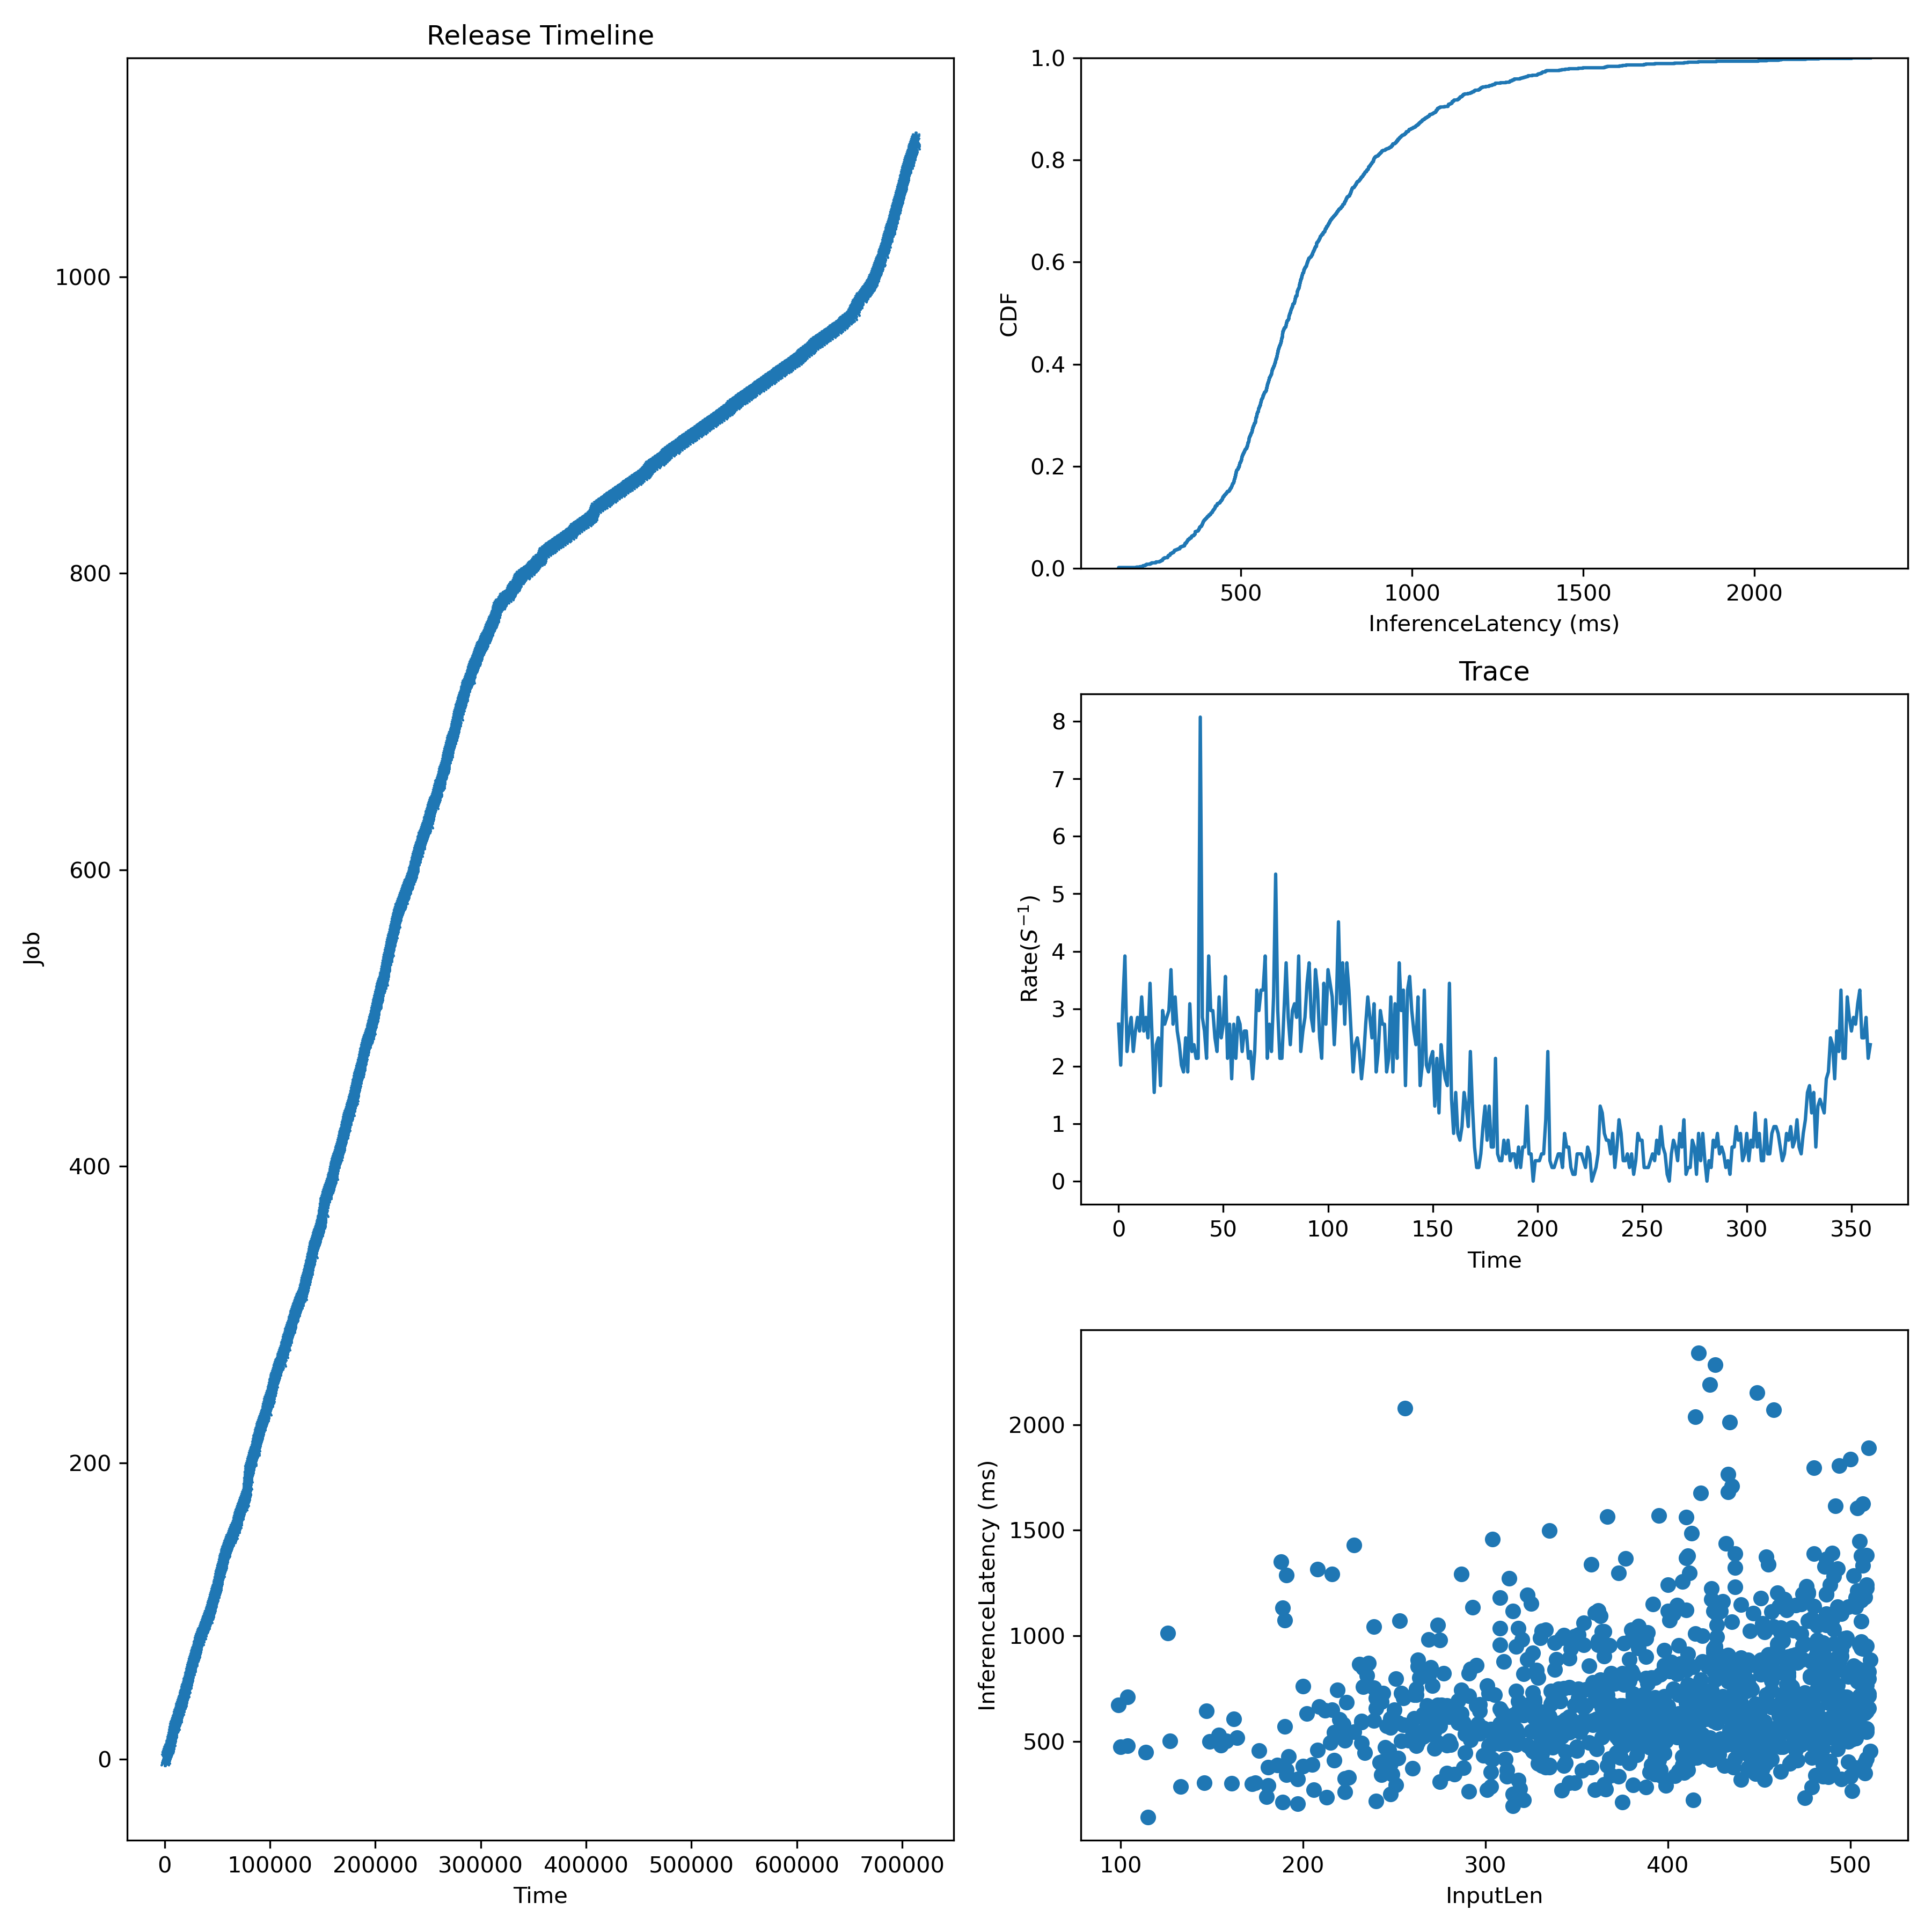 Release Timeline
Job
1000
800
600
400
200
0
0 100000 200000 300000 400000 500000 600000 700000
Time
CDF
1.0
0.8
0.6
0.4
0.2
0.0
500 1000 1500 2000
InferenceLatency (ms)
Trace
Rate(S⁻¹)
8
7
6
5
4
3
2
1
0
0 50 100 150 200 250 300 350
Time
InferenceLatency (ms)
2000
1500
1000
500
100 200 300 400 500
InputLen